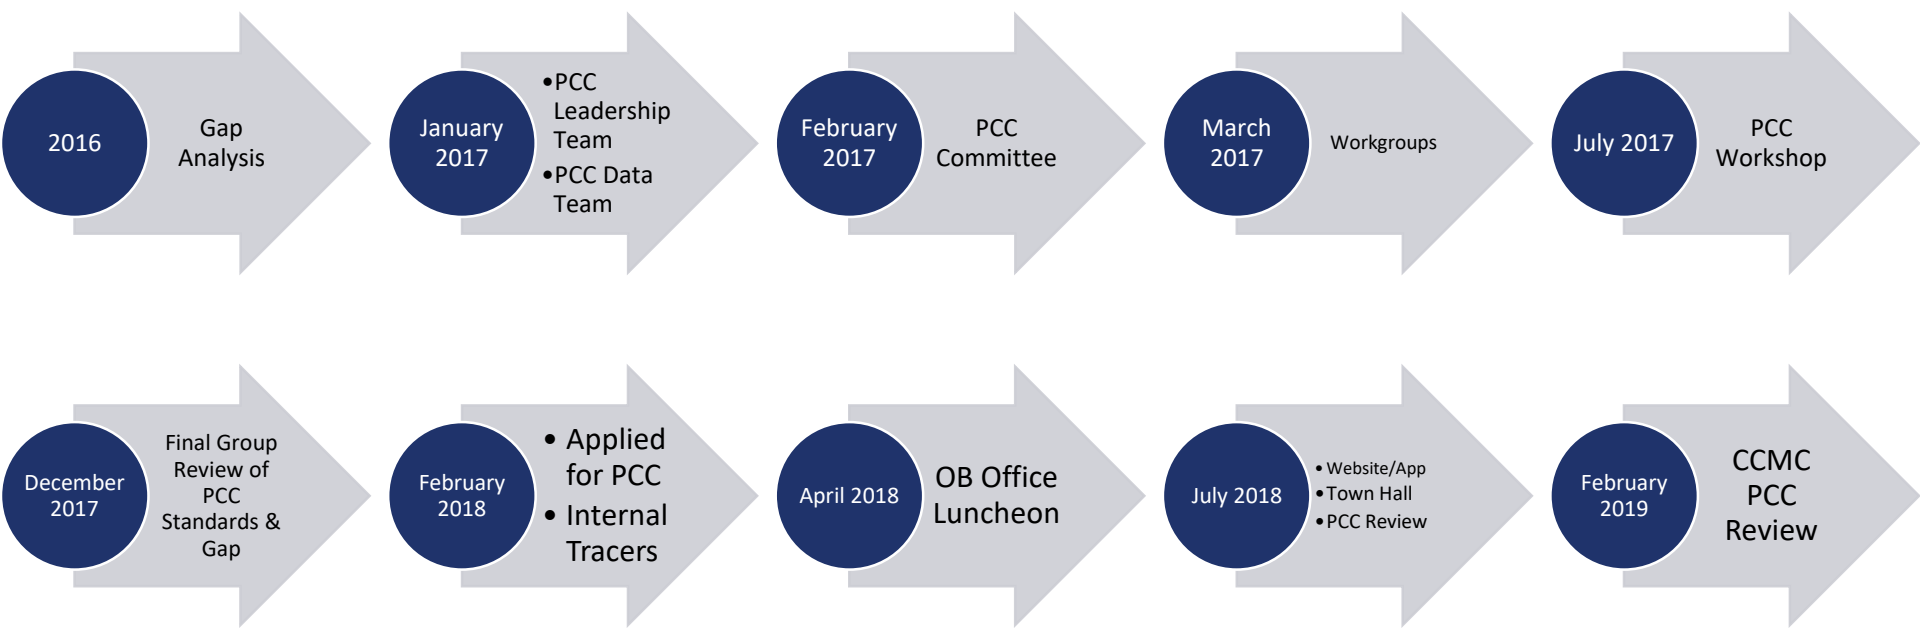 2016
Gap
Analysis
January
2017
•PCC
Leadership
Team
•PCC Data
Team
February
2017
PCC
Committee
March
2017
Workgroups
July 2017
PCC
Workshop
December
2017
Final Group
Review of
PCC
Standards &
Gap
February
2018
• Applied
for PCC
• Internal
Tracers
April 2018
OB Office
Luncheon
July 2018
• Website/App
• Town Hall
• PCC Review
February
2019
CCMC
PCC
Review